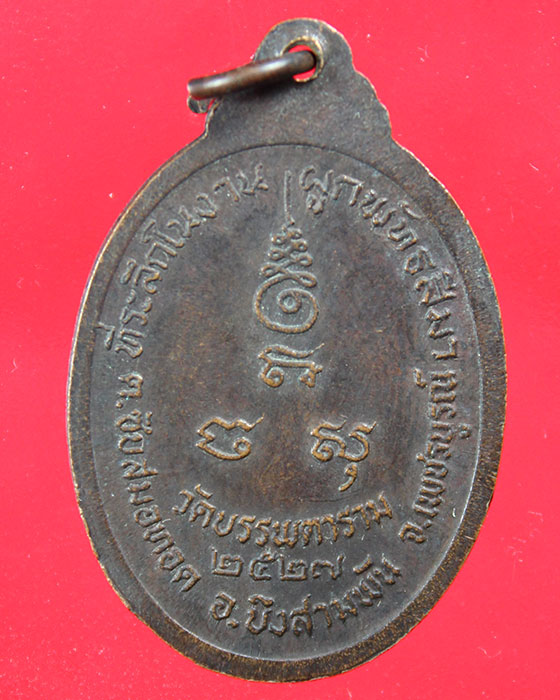 ที่ระลึกในงาน ผูกพัทธสีมา
วัดบรรพตาราม
๒๕๒๗
ต.ซับสมอทอด อ.บึงสามพัน จ.เพชรบูรณ์